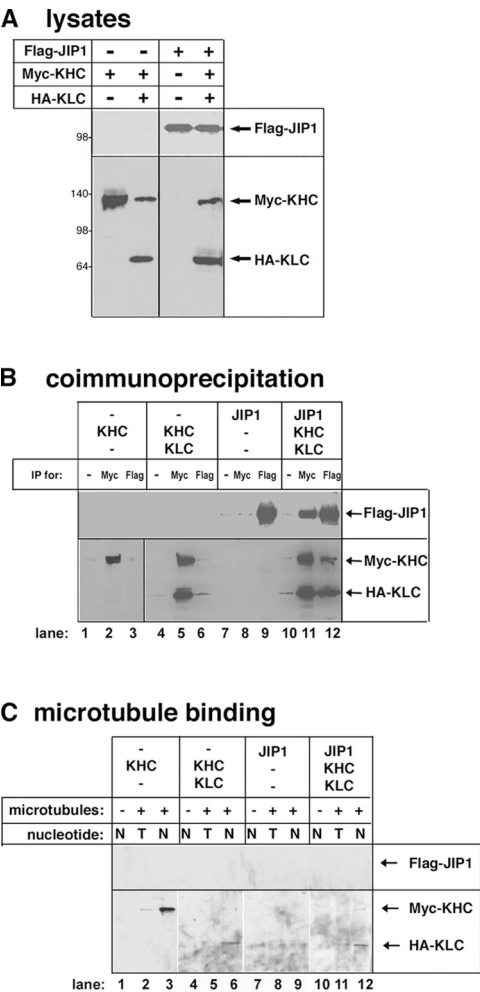 A lysates
Flag-JIP1 - - + +
Myc-KHC + + - +
HA-KLC - + - +
98-
Flag-JIP1
140-
Myc-KHC
98-
HA-KLC
64-
B coimmunoprecipitation
- - JIP1 JIP1
KHC KHC - KHC
- KLC - KLC
IP for: - Myc Flag - Myc Flag - Myc Flag - Myc Flag
Flag-JIP1
Myc-KHC
HA-KLC
lane: 1 2 3 4 5 6 7 8 9 10 11 12
C microtubule binding
- - JIP1 JIP1
KHC KHC - KHC
- KLC - KLC
microtubules: - + + - + + - + + - + +
nucleotide: N T N N T N N T N N T N
Flag-JIP1
Myc-KHC
HA-KLC
lane: 1 2 3 4 5 6 7 8 9 10 11 12